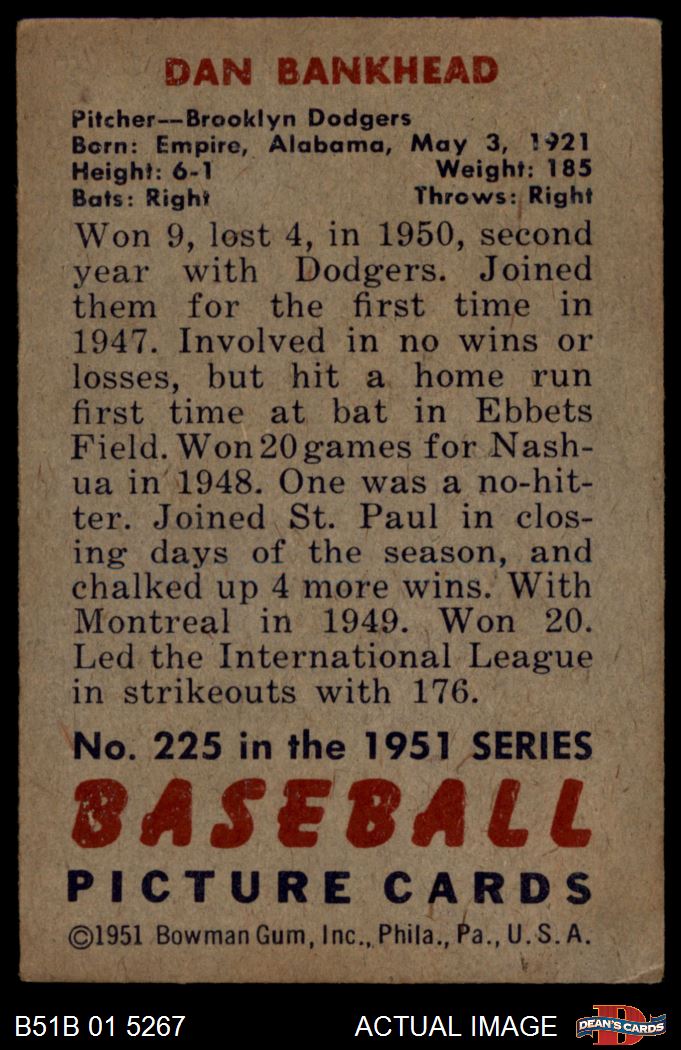 DAN BANKHEAD
Pitcher--Brooklyn Dodgers
Born: Empire, Alabama, May 3, 1921
Height: 6-1 Weight: 185
Bats: Right Throws: Right
Won 9, lost 4, in 1950, second
year with Dodgers. Joined
them for the first time in
1947. Involved in no wins or
losses, but hit a home run
first time at bat in Ebbets
Field. Won 20 games for Nash-
ua in 1948. One was a no-hit-
ter. Joined St. Paul in clos-
ing days of the season, and
chalked up 4 more wins. With
Montreal in 1949. Won 20.
Led the International League
in strikeouts with 176.
No. 225 in the 1951 SERIES
BASEBALL
PICTURE CARDS
©1951 Bowman Gum, Inc., Phila., Pa., U.S.A.
B51B 01 5267 ACTUAL IMAGE DEAN'S CARDS